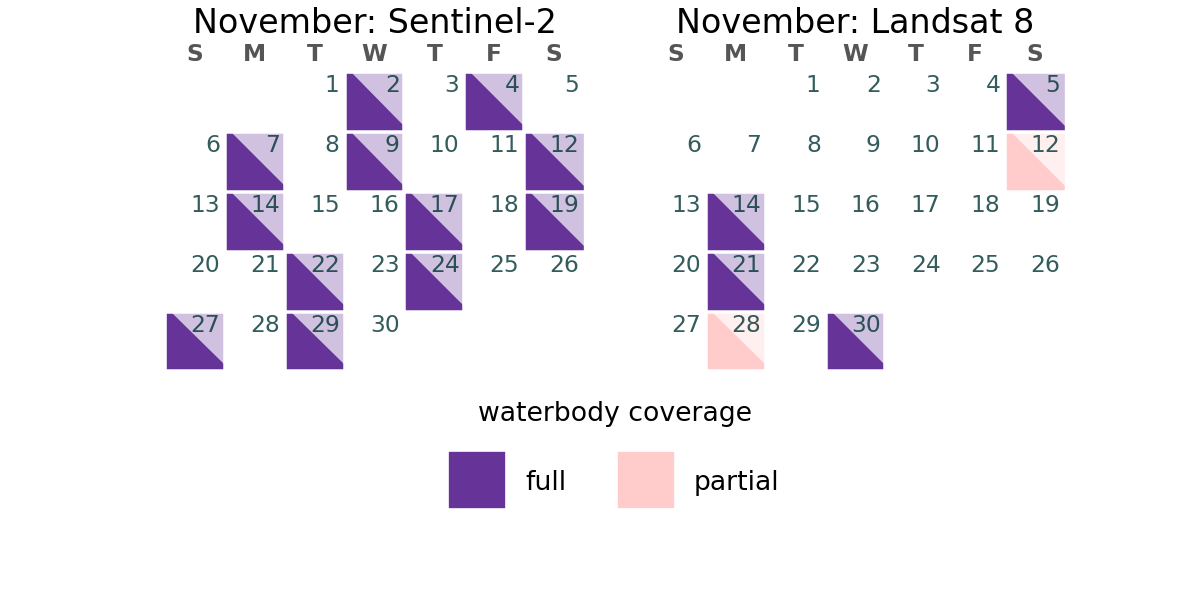 November: Sentinel-2
S M T W T F S
1 2 3 4 5
6 7 8 9 10 11 12
13 14 15 16 17 18 19
20 21 22 23 24 25 26
27 28 29 30
November: Landsat 8
S M T W T F S
1 2 3 4 5
6 7 8 9 10 11 12
13 14 15 16 17 18 19
20 21 22 23 24 25 26
27 28 29 30
waterbody coverage
full partial